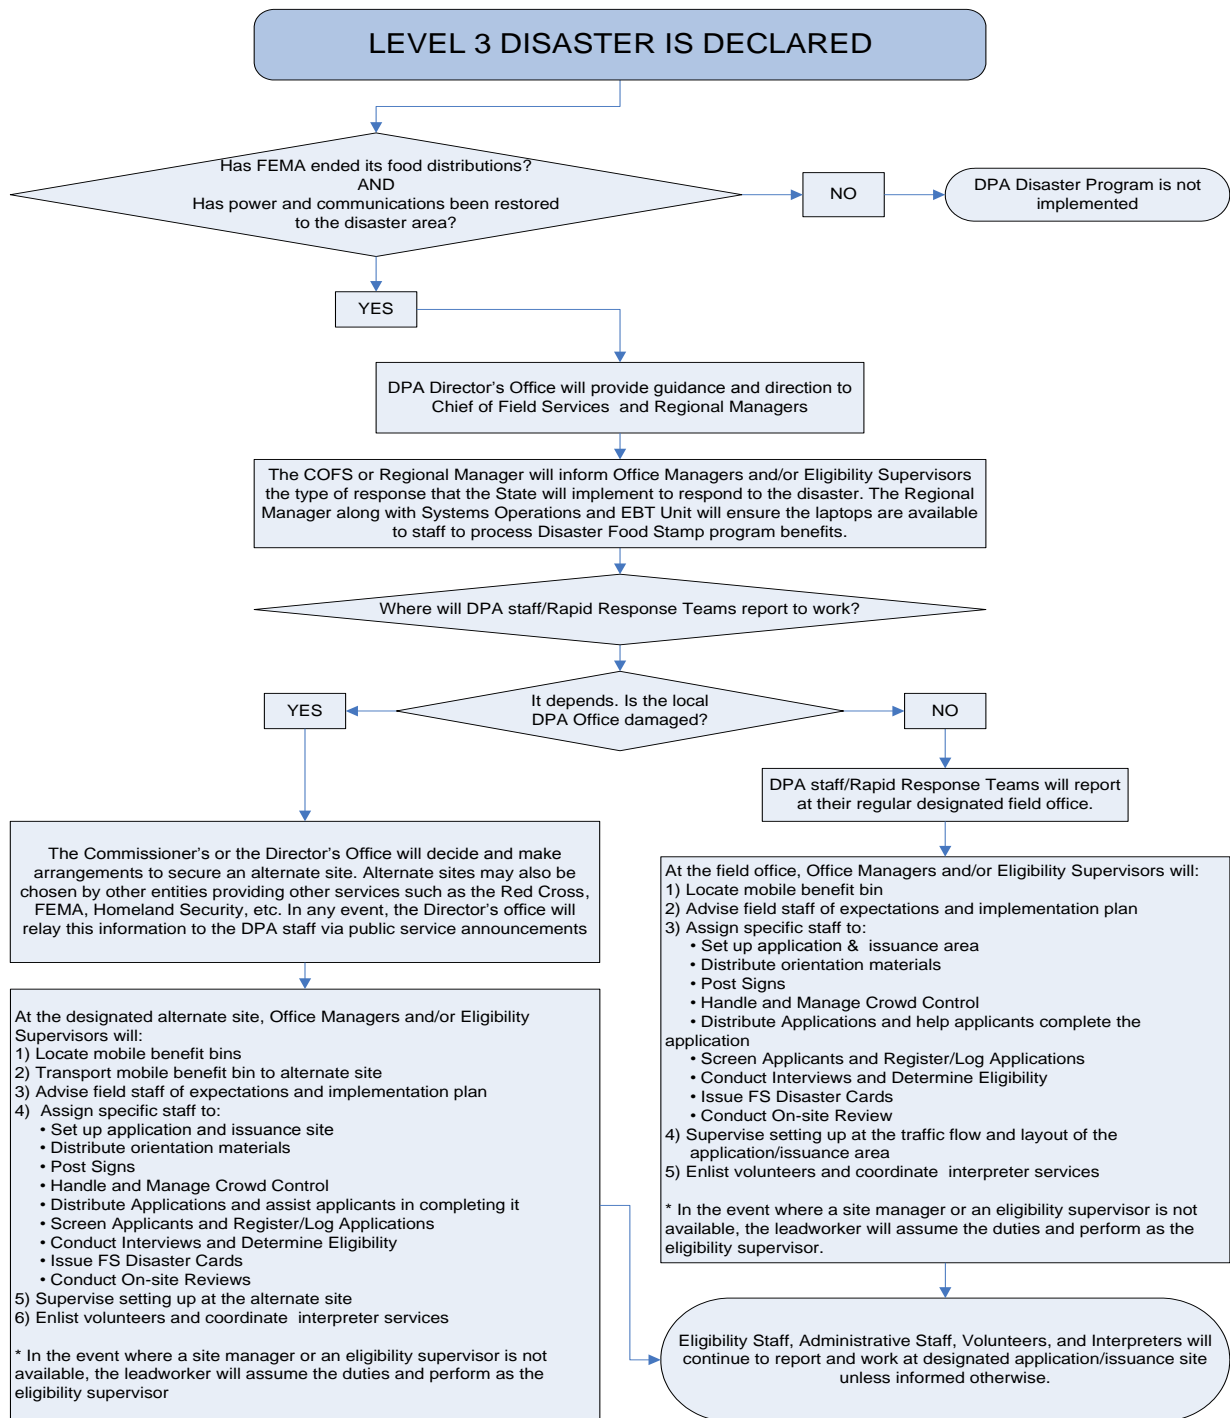 LEVEL 3 DISASTER IS DECLARED
Has FEMA ended its food distributions?
AND
Has power and communications been restored
to the disaster area?
NO
DPA Disaster Program is not
implemented
YES
DPA Director’s Office will provide guidance and direction to
Chief of Field Services and Regional Managers
The COFS or Regional Manager will inform Office Managers and/or Eligibility Supervisors
the type of response that the State will implement to respond to the disaster. The Regional
Manager along with Systems Operations and EBT Unit will ensure the laptops are available
to staff to process Disaster Food Stamp program benefits.
Where will DPA staff/Rapid Response Teams report to work?
It depends. Is the local
DPA Office damaged?
YES
NO
DPA staff/Rapid Response Teams will report
at their regular designated field office.
The Commissioner’s or the Director’s Office will decide and make
arrangements to secure an alternate site. Alternate sites may also be
chosen by other entities providing other services such as the Red Cross,
FEMA, Homeland Security, etc. In any event, the Director’s office will
relay this information to the DPA staff via public service announcements
At the field office, Office Managers and/or Eligibility Supervisors will:
1) Locate mobile benefit bin
2) Advise field staff of expectations and implementation plan
3) Assign specific staff to:
• Set up application & issuance area
• Distribute orientation materials
• Post Signs
• Handle and Manage Crowd Control
• Distribute Applications and help applicants complete the
application
• Screen Applicants and Register/Log Applications
• Conduct Interviews and Determine Eligibility
• Issue FS Disaster Cards
• Conduct On-site Review
4) Supervise setting up at the traffic flow and layout of the
application/issuance area
5) Enlist volunteers and coordinate interpreter services
* In the event where a site manager or an eligibility supervisor is not
available, the leadworker will assume the duties and perform as the
eligibility supervisor.
At the designated alternate site, Office Managers and/or Eligibility
Supervisors will:
1) Locate mobile benefit bins
2) Transport mobile benefit bin to alternate site
3) Advise field staff of expectations and implementation plan
4) Assign specific staff to:
• Set up application and issuance site
• Distribute orientation materials
• Post Signs
• Handle and Manage Crowd Control
• Distribute Applications and assist applicants in completing it
• Screen Applicants and Register/Log Applications
• Conduct Interviews and Determine Eligibility
• Issue FS Disaster Cards
• Conduct On-site Reviews
5) Supervise setting up at the alternate site
6) Enlist volunteers and coordinate interpreter services
* In the event where a site manager or an eligibility supervisor is not
available, the leadworker will assume the duties and perform as the
eligibility supervisor
Eligibility Staff, Administrative Staff, Volunteers, and Interpreters will
continue to report and work at designated application/issuance site
unless informed otherwise.